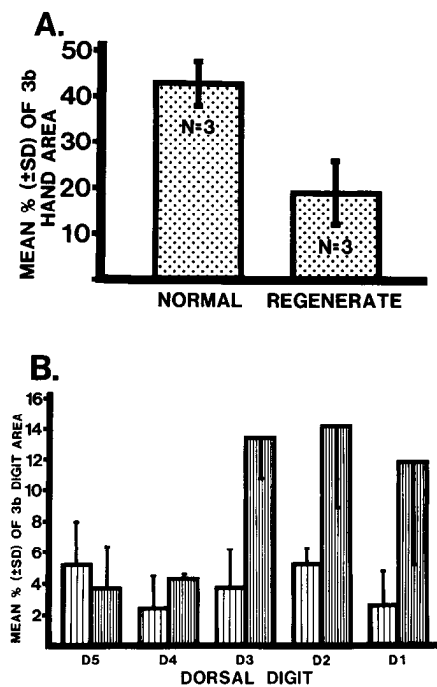 A.
MEAN % (±SD) OF 3b
HAND AREA
50
40
30
20
10
N=3
N=3
NORMAL REGENERATE
B.
MEAN % (±SD) OF 3b DIGIT AREA
16
14
12
10
8
6
4
2
D5 D4 D3 D2 D1
DORSAL DIGIT